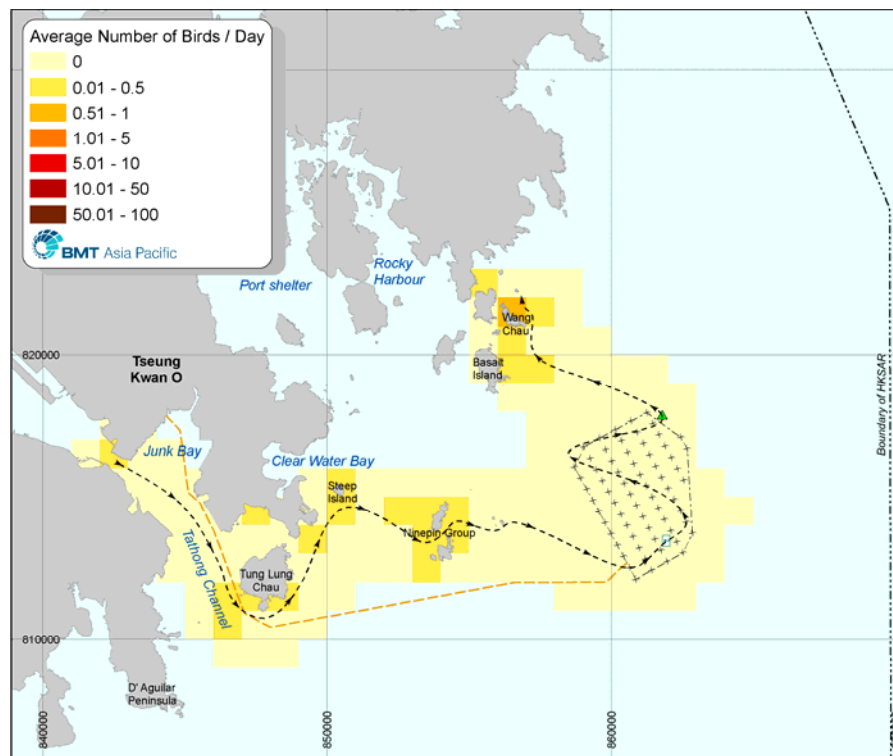 Average Number of Birds / Day
0
0.01 - 0.5
0.51 - 1
1.01 - 5
5.01 - 10
10.01 - 50
50.01 - 100
BMT Asia Pacific
Rocky
Harbour
Port shelter
Wang
Chau
820000
Tseung
Kwan O
Basalt
Island
Boundary of HKSAR
Junk Bay
Clear Water Bay
Steep
Island
Ninepin Group
Tathong Channel
Tung Lung
Chau
810000
D' Aguilar
Peninsula
840000
850000
860000